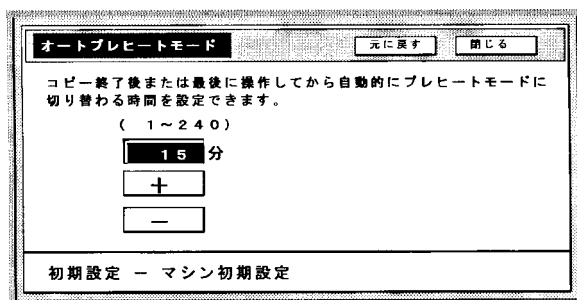 オートプレヒートモード 元に戻す 閉じる
コピー終了後または最後に操作してから自動的にプレヒートモードに
切り替わる時間を設定できます。
( 1~240)
15 分
+
-
初期設定 - マシン初期設定